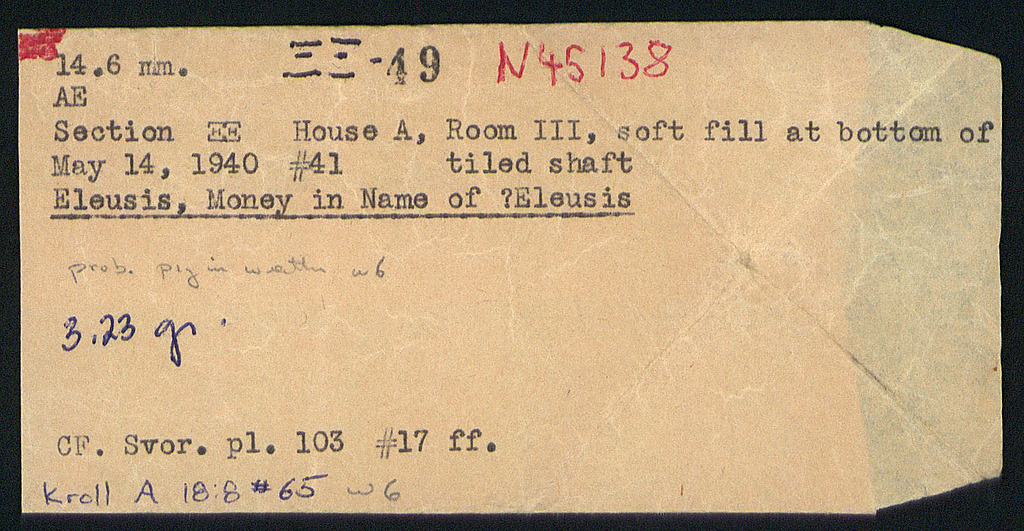 14.6 mm. ΞΞ-49 N45138
AE
Section ΞΞ House A, Room III, soft fill at bottom of
May 14, 1940 #41 tiled shaft
Eleusis, Money in Name of ?Eleusis
prob. pig in wreath w6
3.23 gr.
CF. Svor. pl. 103 #17 ff.
Kroll A 18:8 #65 w6